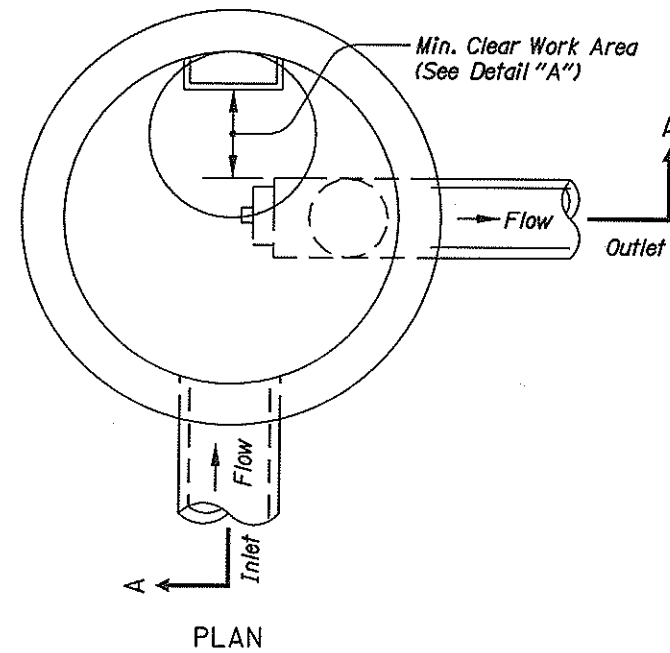 Min. Clear Work Area
(See Detail "A")
A
Flow
Outlet
Flow
Inlet
A
PLAN